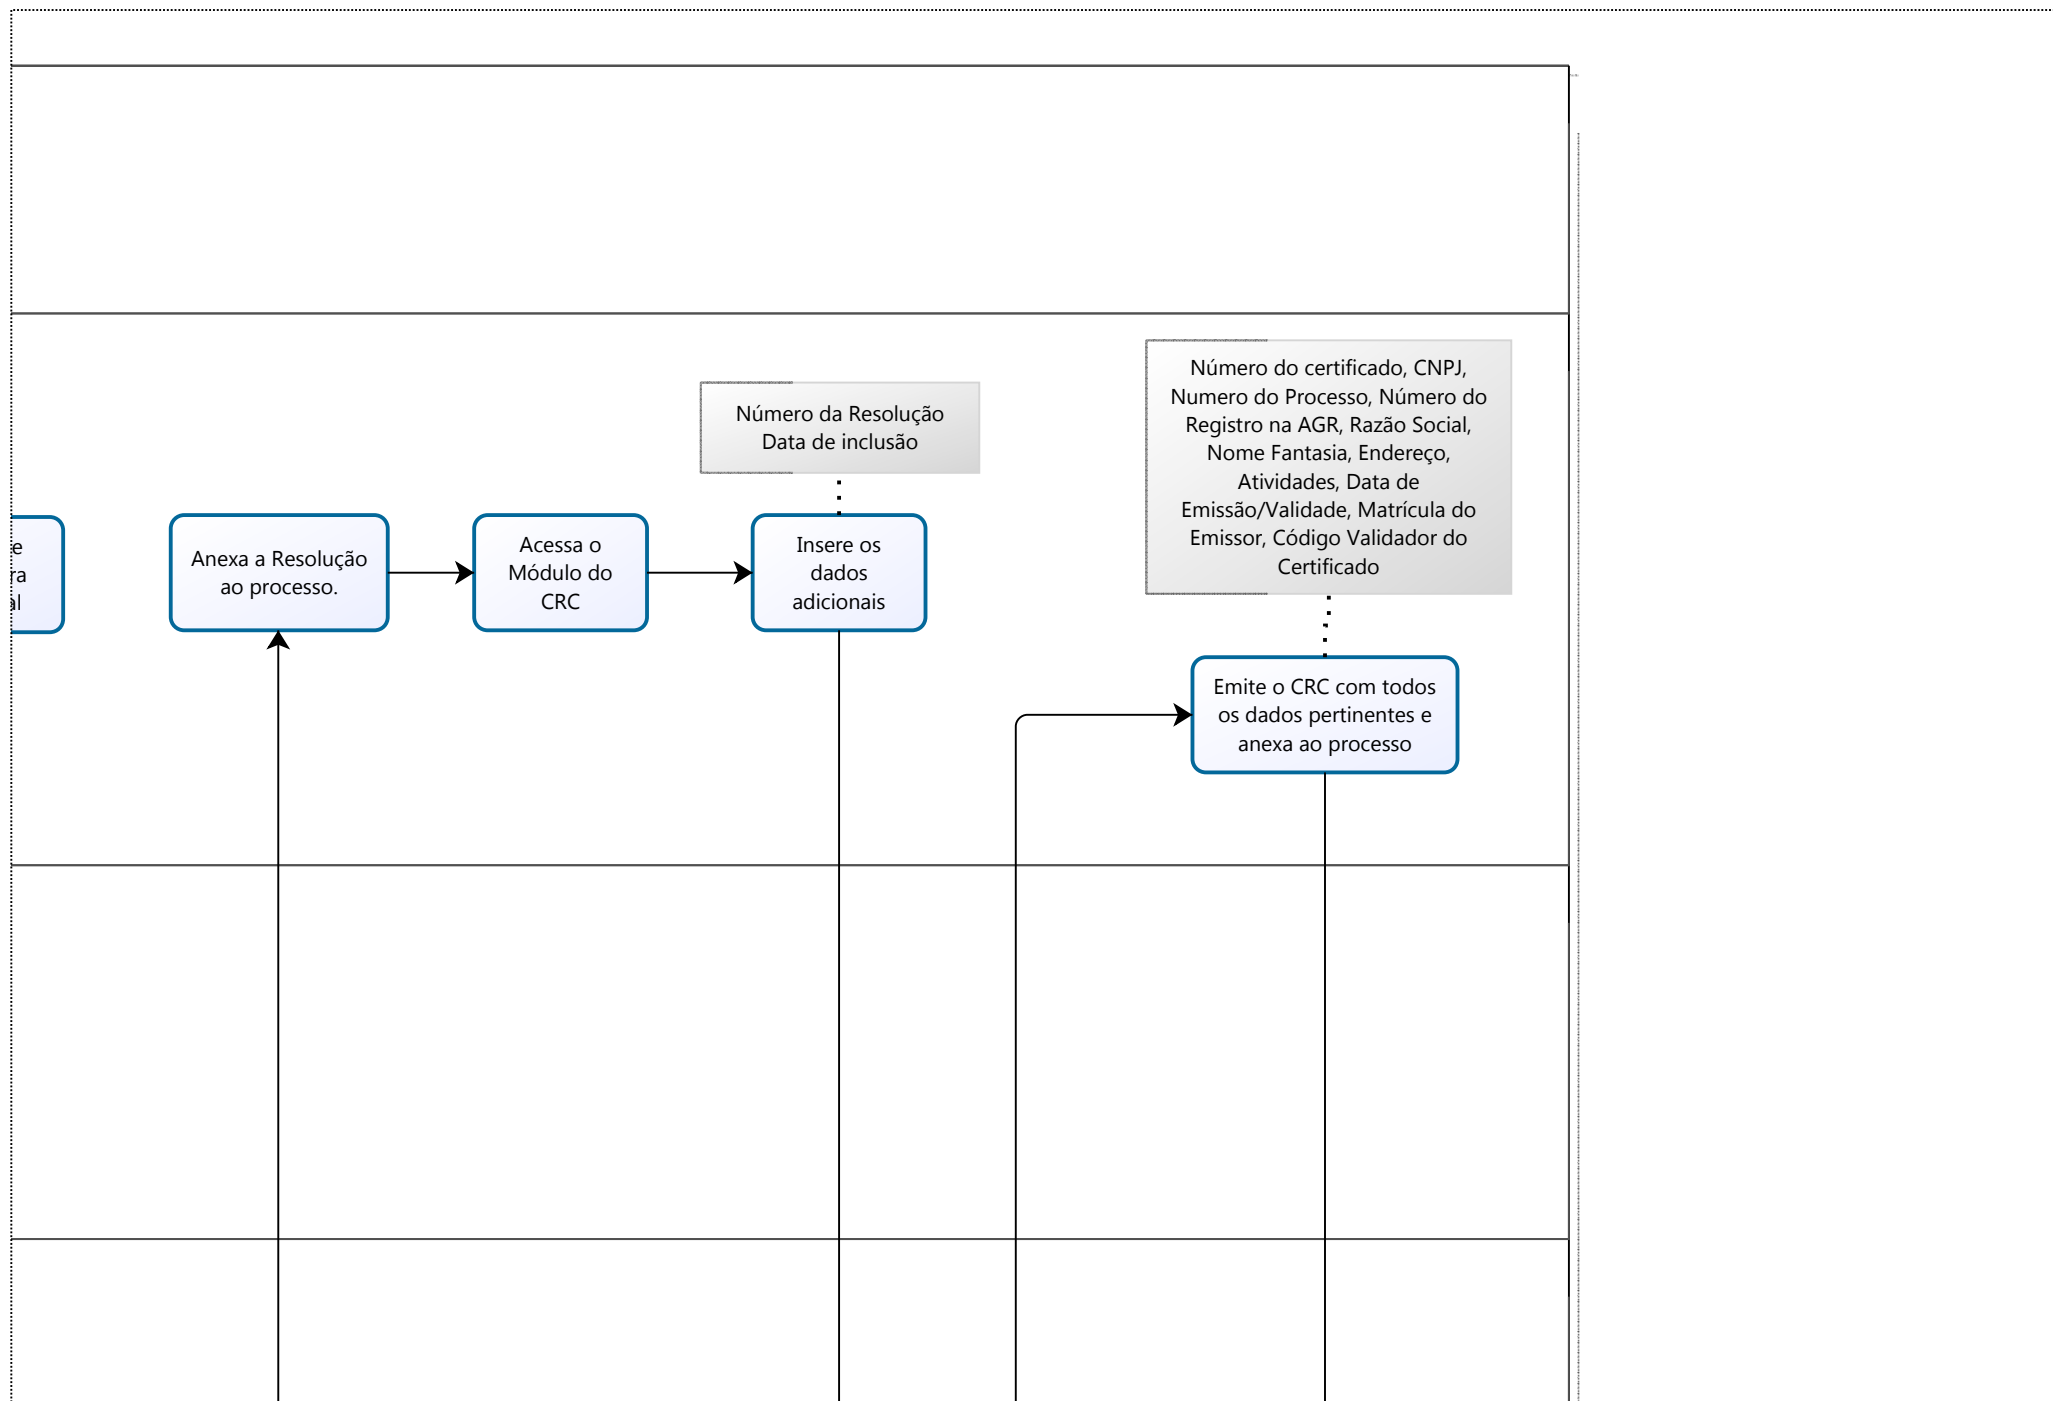 Número do certificado, CNPJ,
Numero do Processo, Número do
Registro na AGR, Razão Social,
Nome Fantasia, Endereço,
Atividades, Data de
Emissão/Validade, Matrícula do
Emissor, Código Validador do
Certificado
Número da Resolução
Data de inclusão
e
ra
al
Anexa a Resolução
ao processo.
Acessa o
Módulo do
CRC
Insere os
dados
adicionais
Emite o CRC com todos
os dados pertinentes e
anexa ao processo